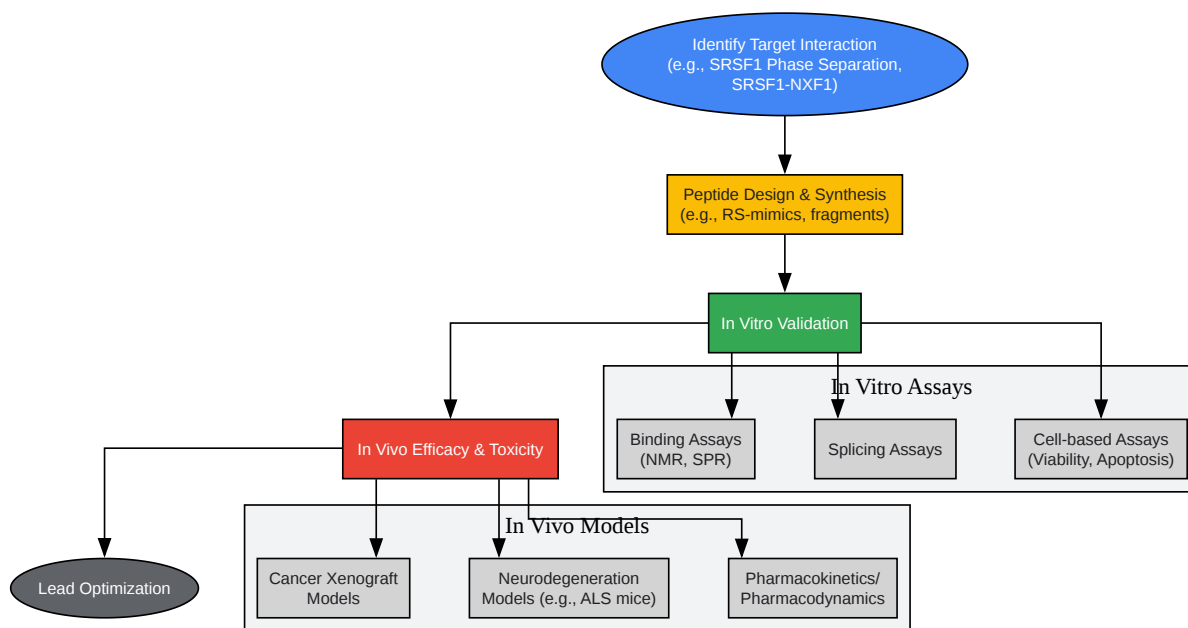 Identify Target Interaction
(e.g., SRSF1 Phase Separation,
SRSF1-NXF1)
Peptide Design & Synthesis
(e.g., RS-mimics, fragments)
In Vitro Validation
In Vitro Assays
Binding Assays
(NMR, SPR)
Splicing Assays
Cell-based Assays
(Viability, Apoptosis)
In Vivo Efficacy & Toxicity
In Vivo Models
Cancer Xenograft
Models
Neurodegeneration
Models (e.g., ALS mice)
Pharmacokinetics/
Pharmacodynamics
Lead Optimization